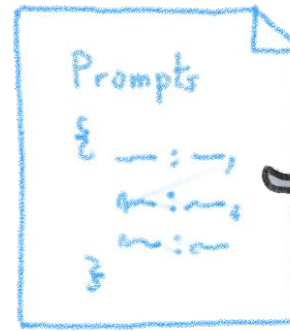 Prompts
{
— : — ,
— : — ;
— : —
}